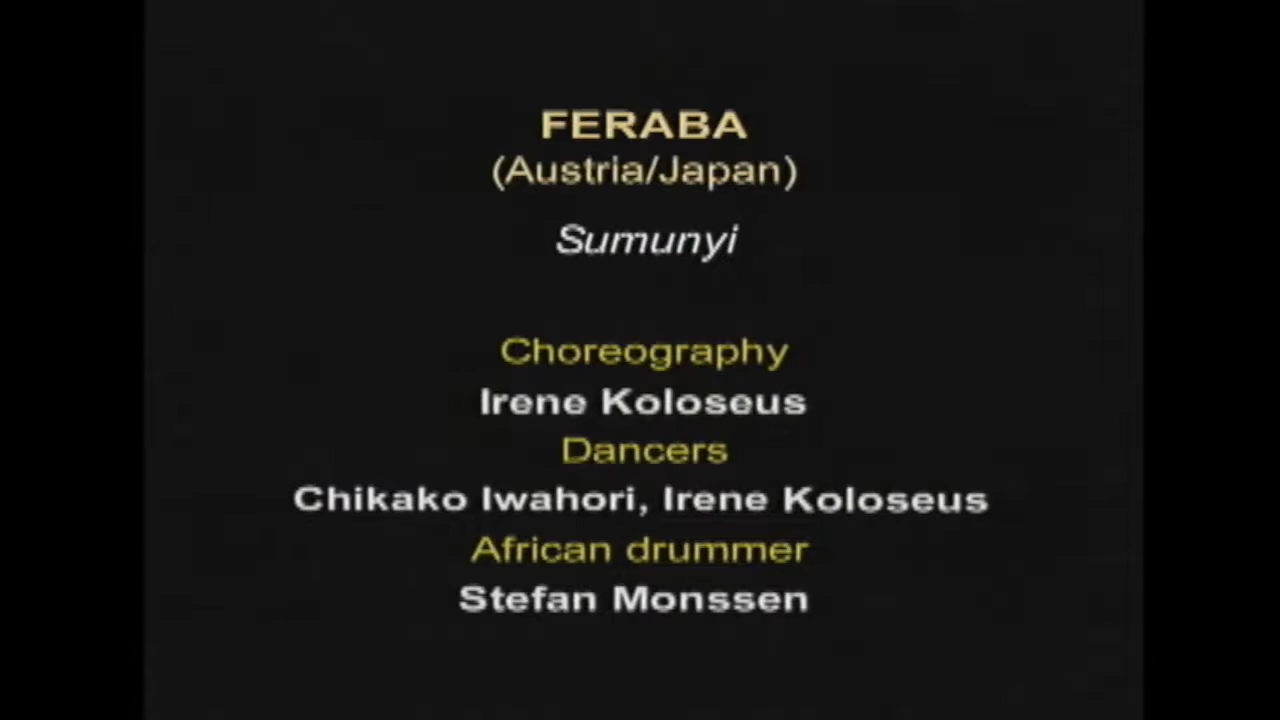 FERABA
(Austria/Japan)
Sumunyi
Choreography
Irene Koloseus
Dancers
Chikako Iwahori, Irene Koloseus
African drummer
Stefan Monssen